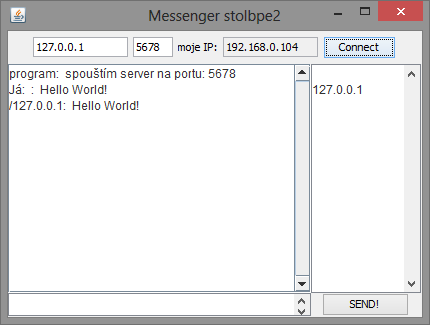 Messenger stolbpe2
127.0.0.1 5678 moje IP: 192.168.0.104 Connect
program:  spouštím server na portu: 5678
Já:  :  Hello World!
/127.0.0.1:  Hello World!
127.0.0.1
SEND!